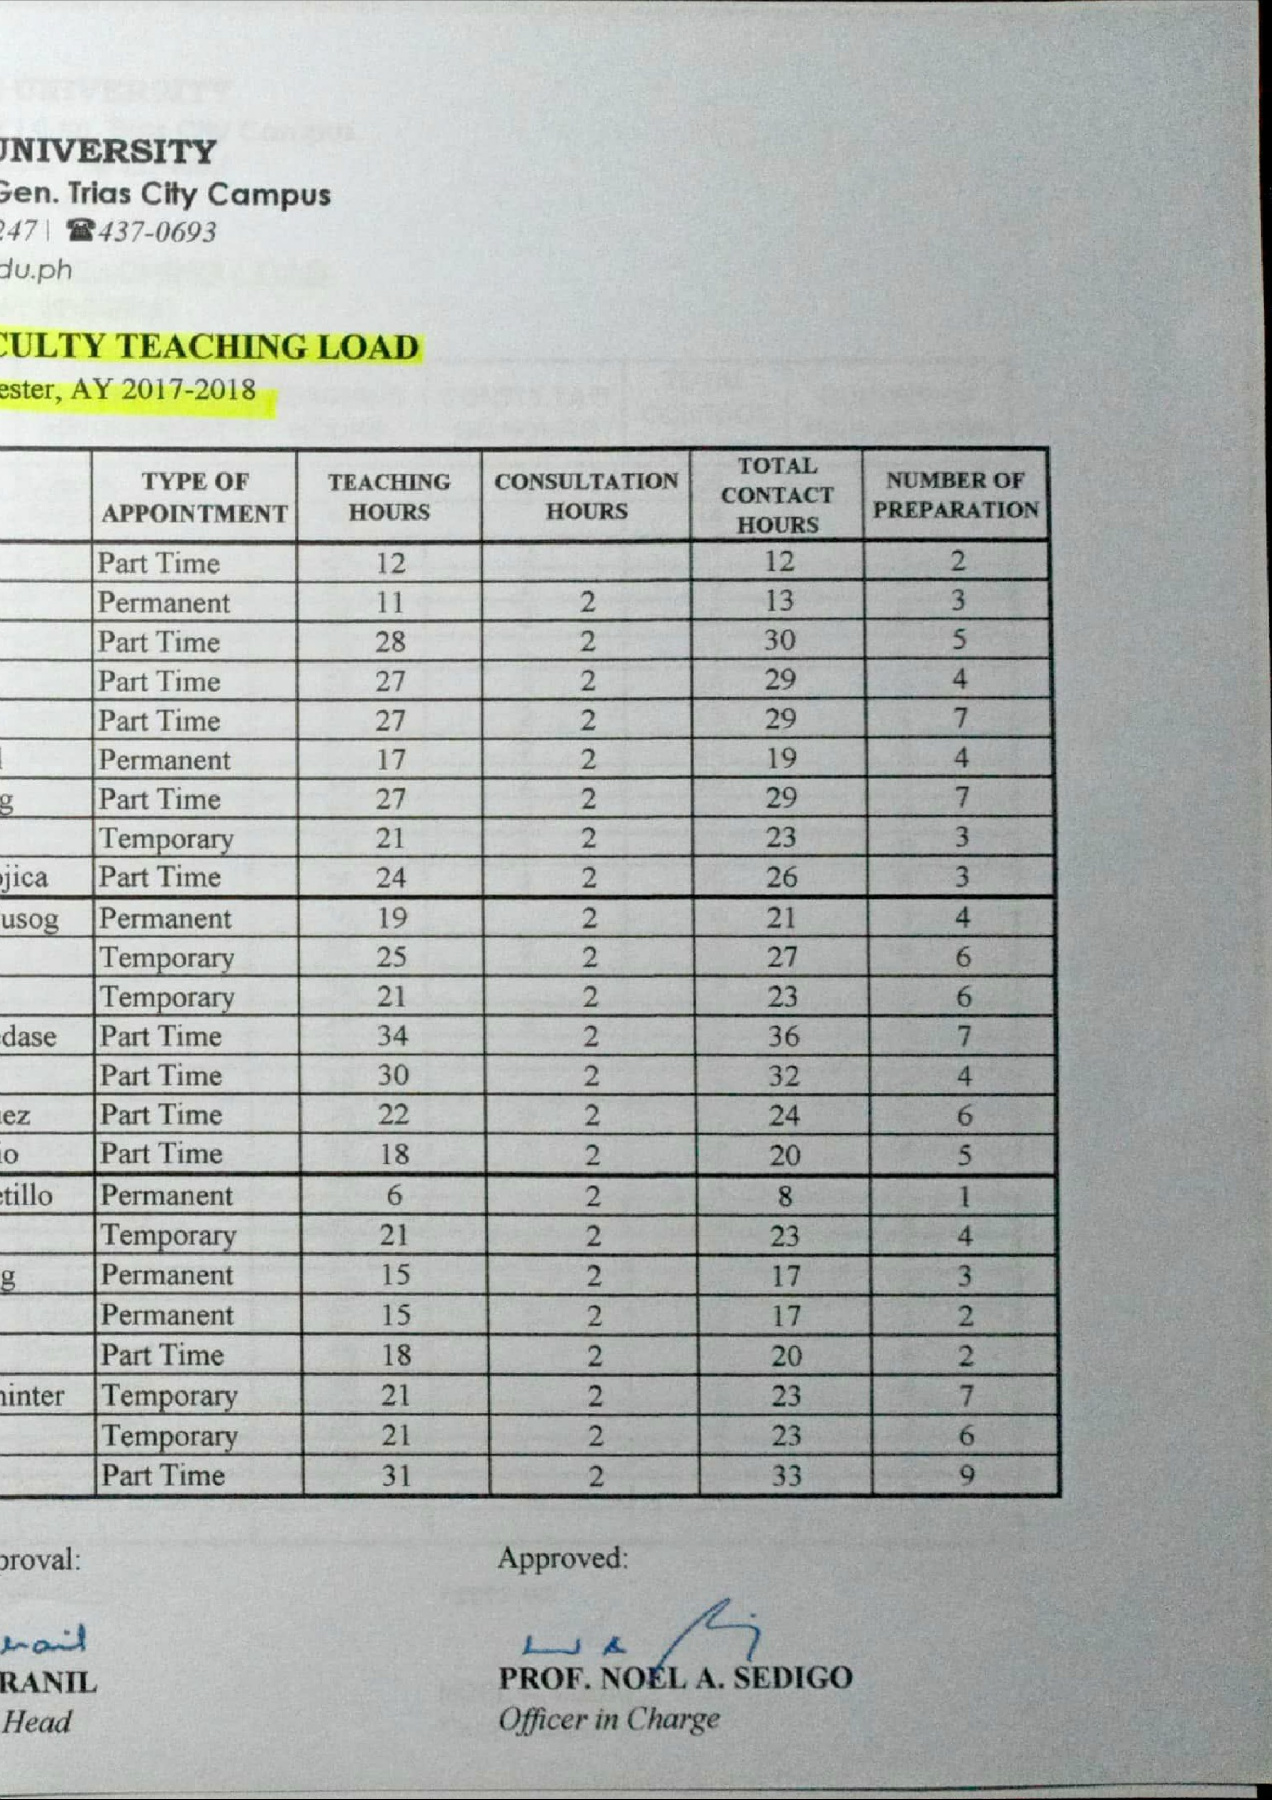 UNIVERSITY
Gen. Trias City Campus
247| ☎437-0693
du.ph
CULTY TEACHING LOAD
ester, AY 2017-2018
TYPE OF APPOINTMENT TEACHING HOURS CONSULTATION HOURS TOTAL CONTACT HOURS NUMBER OF PREPARATION
Part Time 12 12 2
Permanent 11 2 13 3
Part Time 28 2 30 5
Part Time 27 2 29 4
Part Time 27 2 29 7
Permanent 17 2 19 4
g Part Time 27 2 29 7
Temporary 21 2 23 3
ojica Part Time 24 2 26 3
usog Permanent 19 2 21 4
Temporary 25 2 27 6
Temporary 21 2 23 6
edase Part Time 34 2 36 7
Part Time 30 2 32 4
uez Part Time 22 2 24 6
io Part Time 18 2 20 5
etillo Permanent 6 2 8 1
Temporary 21 2 23 4
g Permanent 15 2 17 3
Permanent 15 2 17 2
Part Time 18 2 20 2
hinter Temporary 21 2 23 7
Temporary 21 2 23 6
Part Time 31 2 33 9
proval: Approved:
RANIL PROF. NOEL A. SEDIGO
Head Officer in Charge